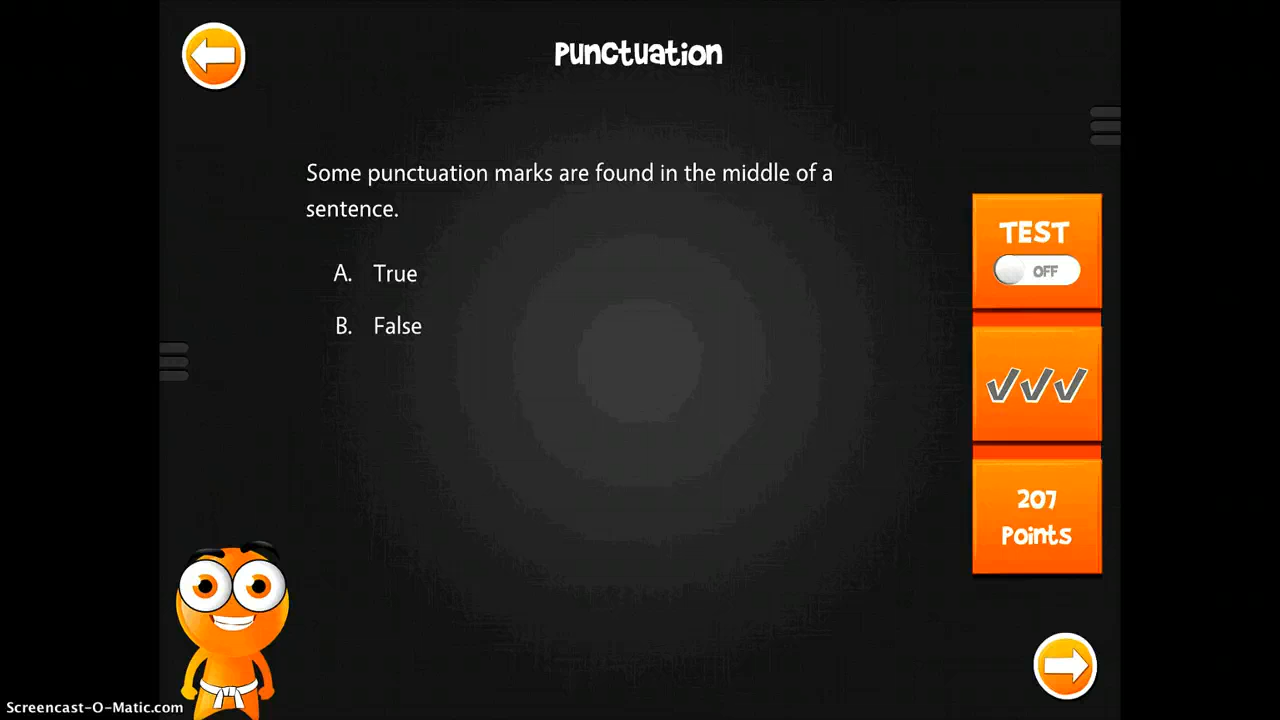 Punctuation
Some punctuation marks are found in the middle of a
sentence.
A. True
B. False
TEST
OFF
207
Points
Screencast-O-Matic.com